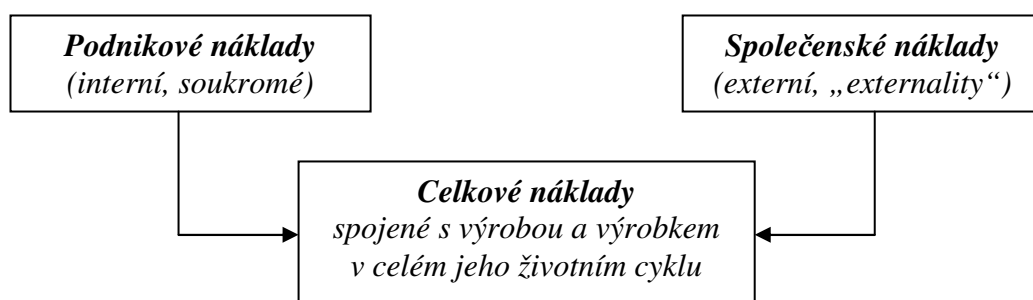 Podnikové náklady
(interní, soukromé)
Společenské náklady
(externí, „externality“)
Celkové náklady
spojené s výrobou a výrobkem
v celém jeho životním cyklu